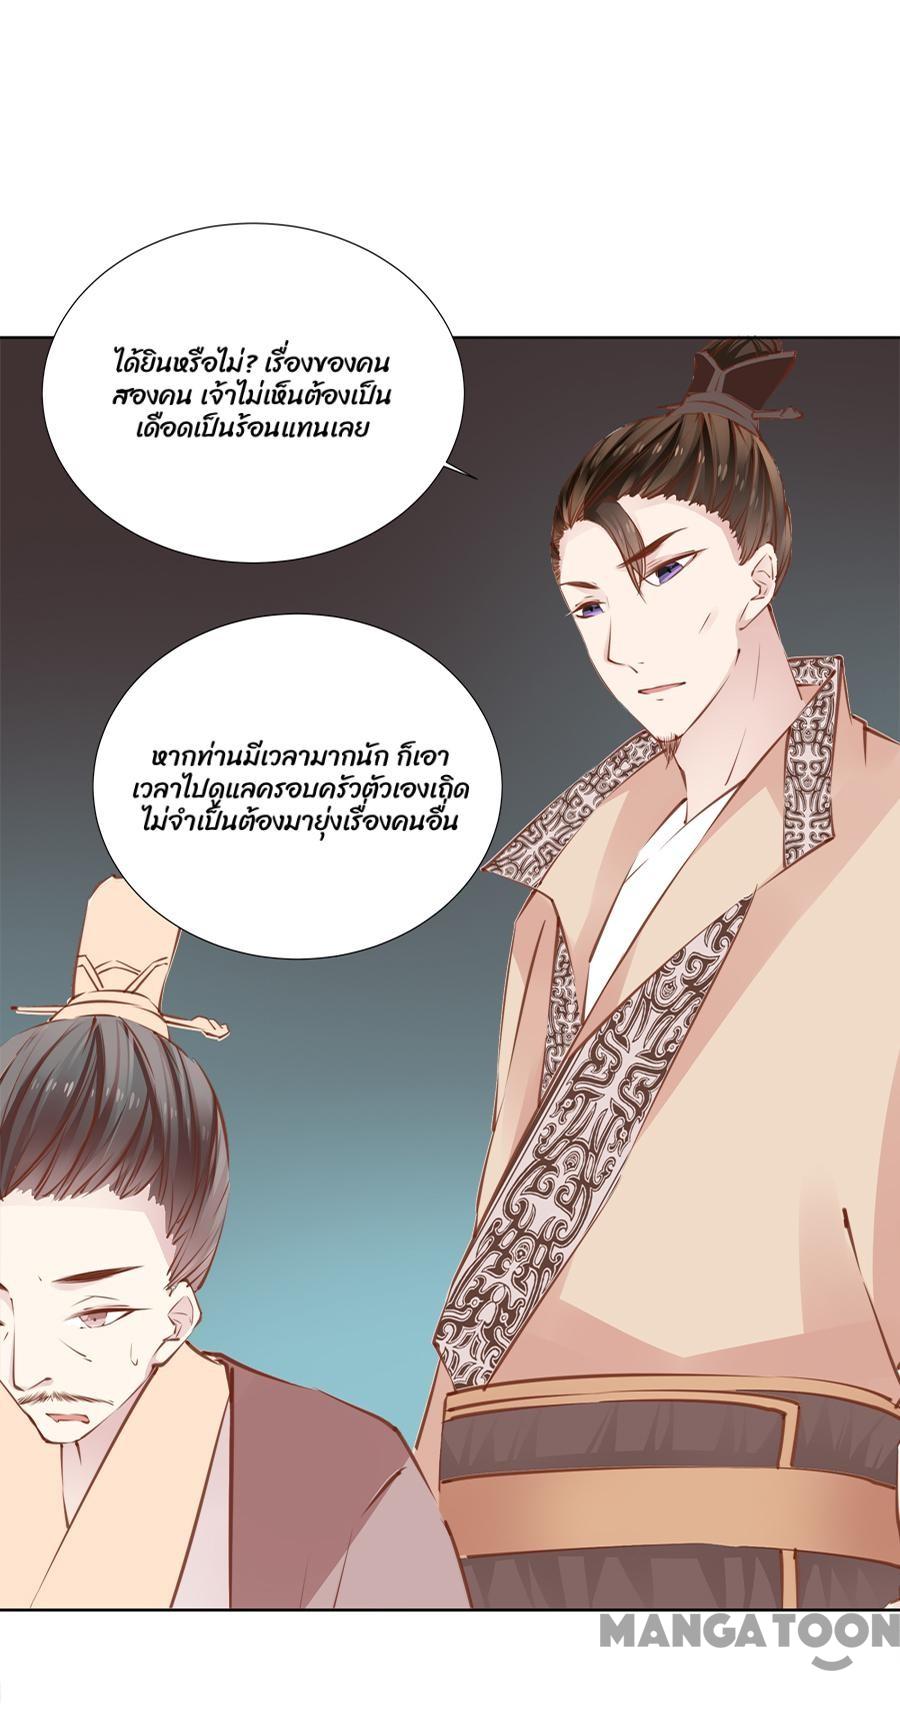 ได้ยินหรือไม่? เรื่องของคน
สองคน เจ้าไม่เห็นต้องเป็น
เดือดเป็นร้อนแทนเลย
หากท่านมีเวลามากนัก ก็เอา
เวลาไปดูแลครอบครัวตัวเองเถิด
ไม่จำเป็นต้องมายุ่งเรื่องคนอื่น
MANGATOON